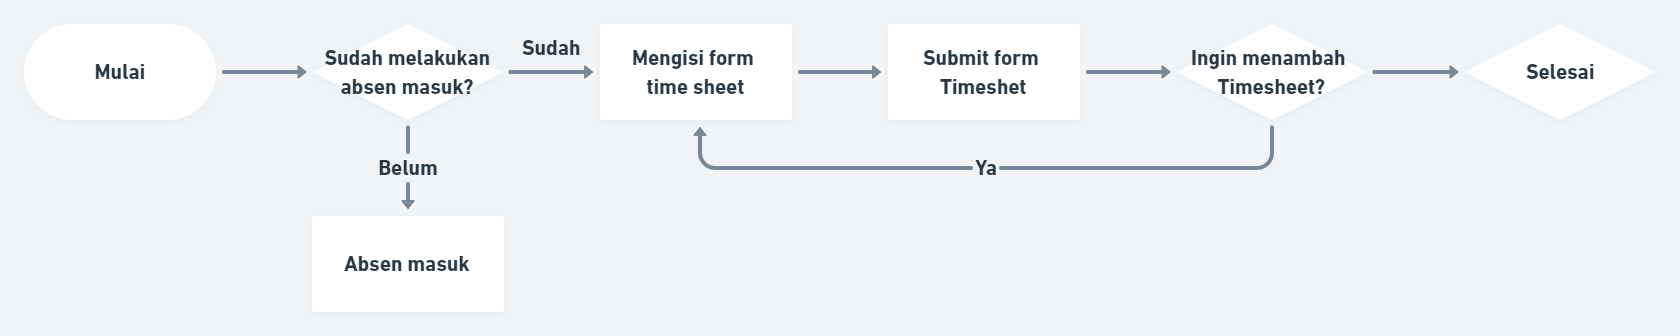 Mulai
Sudah melakukan
absen masuk?
Sudah
Mengisi form
time sheet
Submit form
Timeshet
Ingin menambah
Timesheet?
Selesai
Belum
Ya
Absen masuk